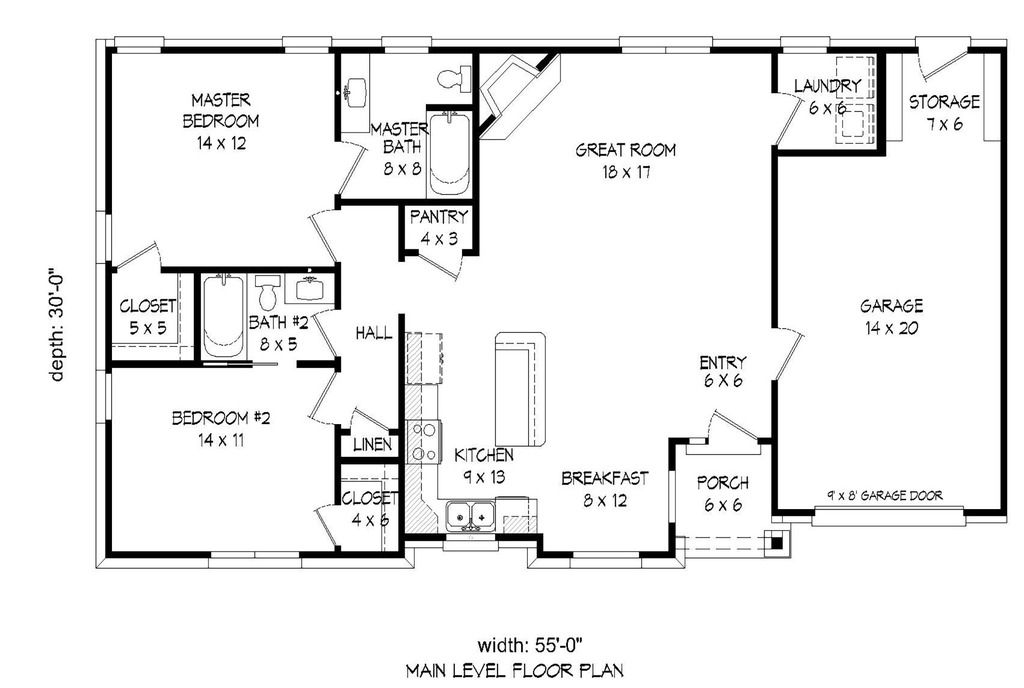 MASTER
BEDROOM
14 x 12
MASTER
BATH
8 x 8
GREAT ROOM
18 x 17
LAUNDRY
6 x 6
STORAGE
7 x 6
PANTRY
4 x 3
CLOSET
5 x 5
BATH #2
8 x 5
HALL
GARAGE
14 x 20
ENTRY
6 x 6
BEDROOM #2
14 x 11
LINEN
KITCHEN
9 x 13
BREAKFAST
8 x 12
PORCH
6 x 6
CLOSET
4 x 6
9' x 8' GARAGE DOOR
depth: 30'-0"
width: 55'-0"
MAIN LEVEL FLOOR PLAN